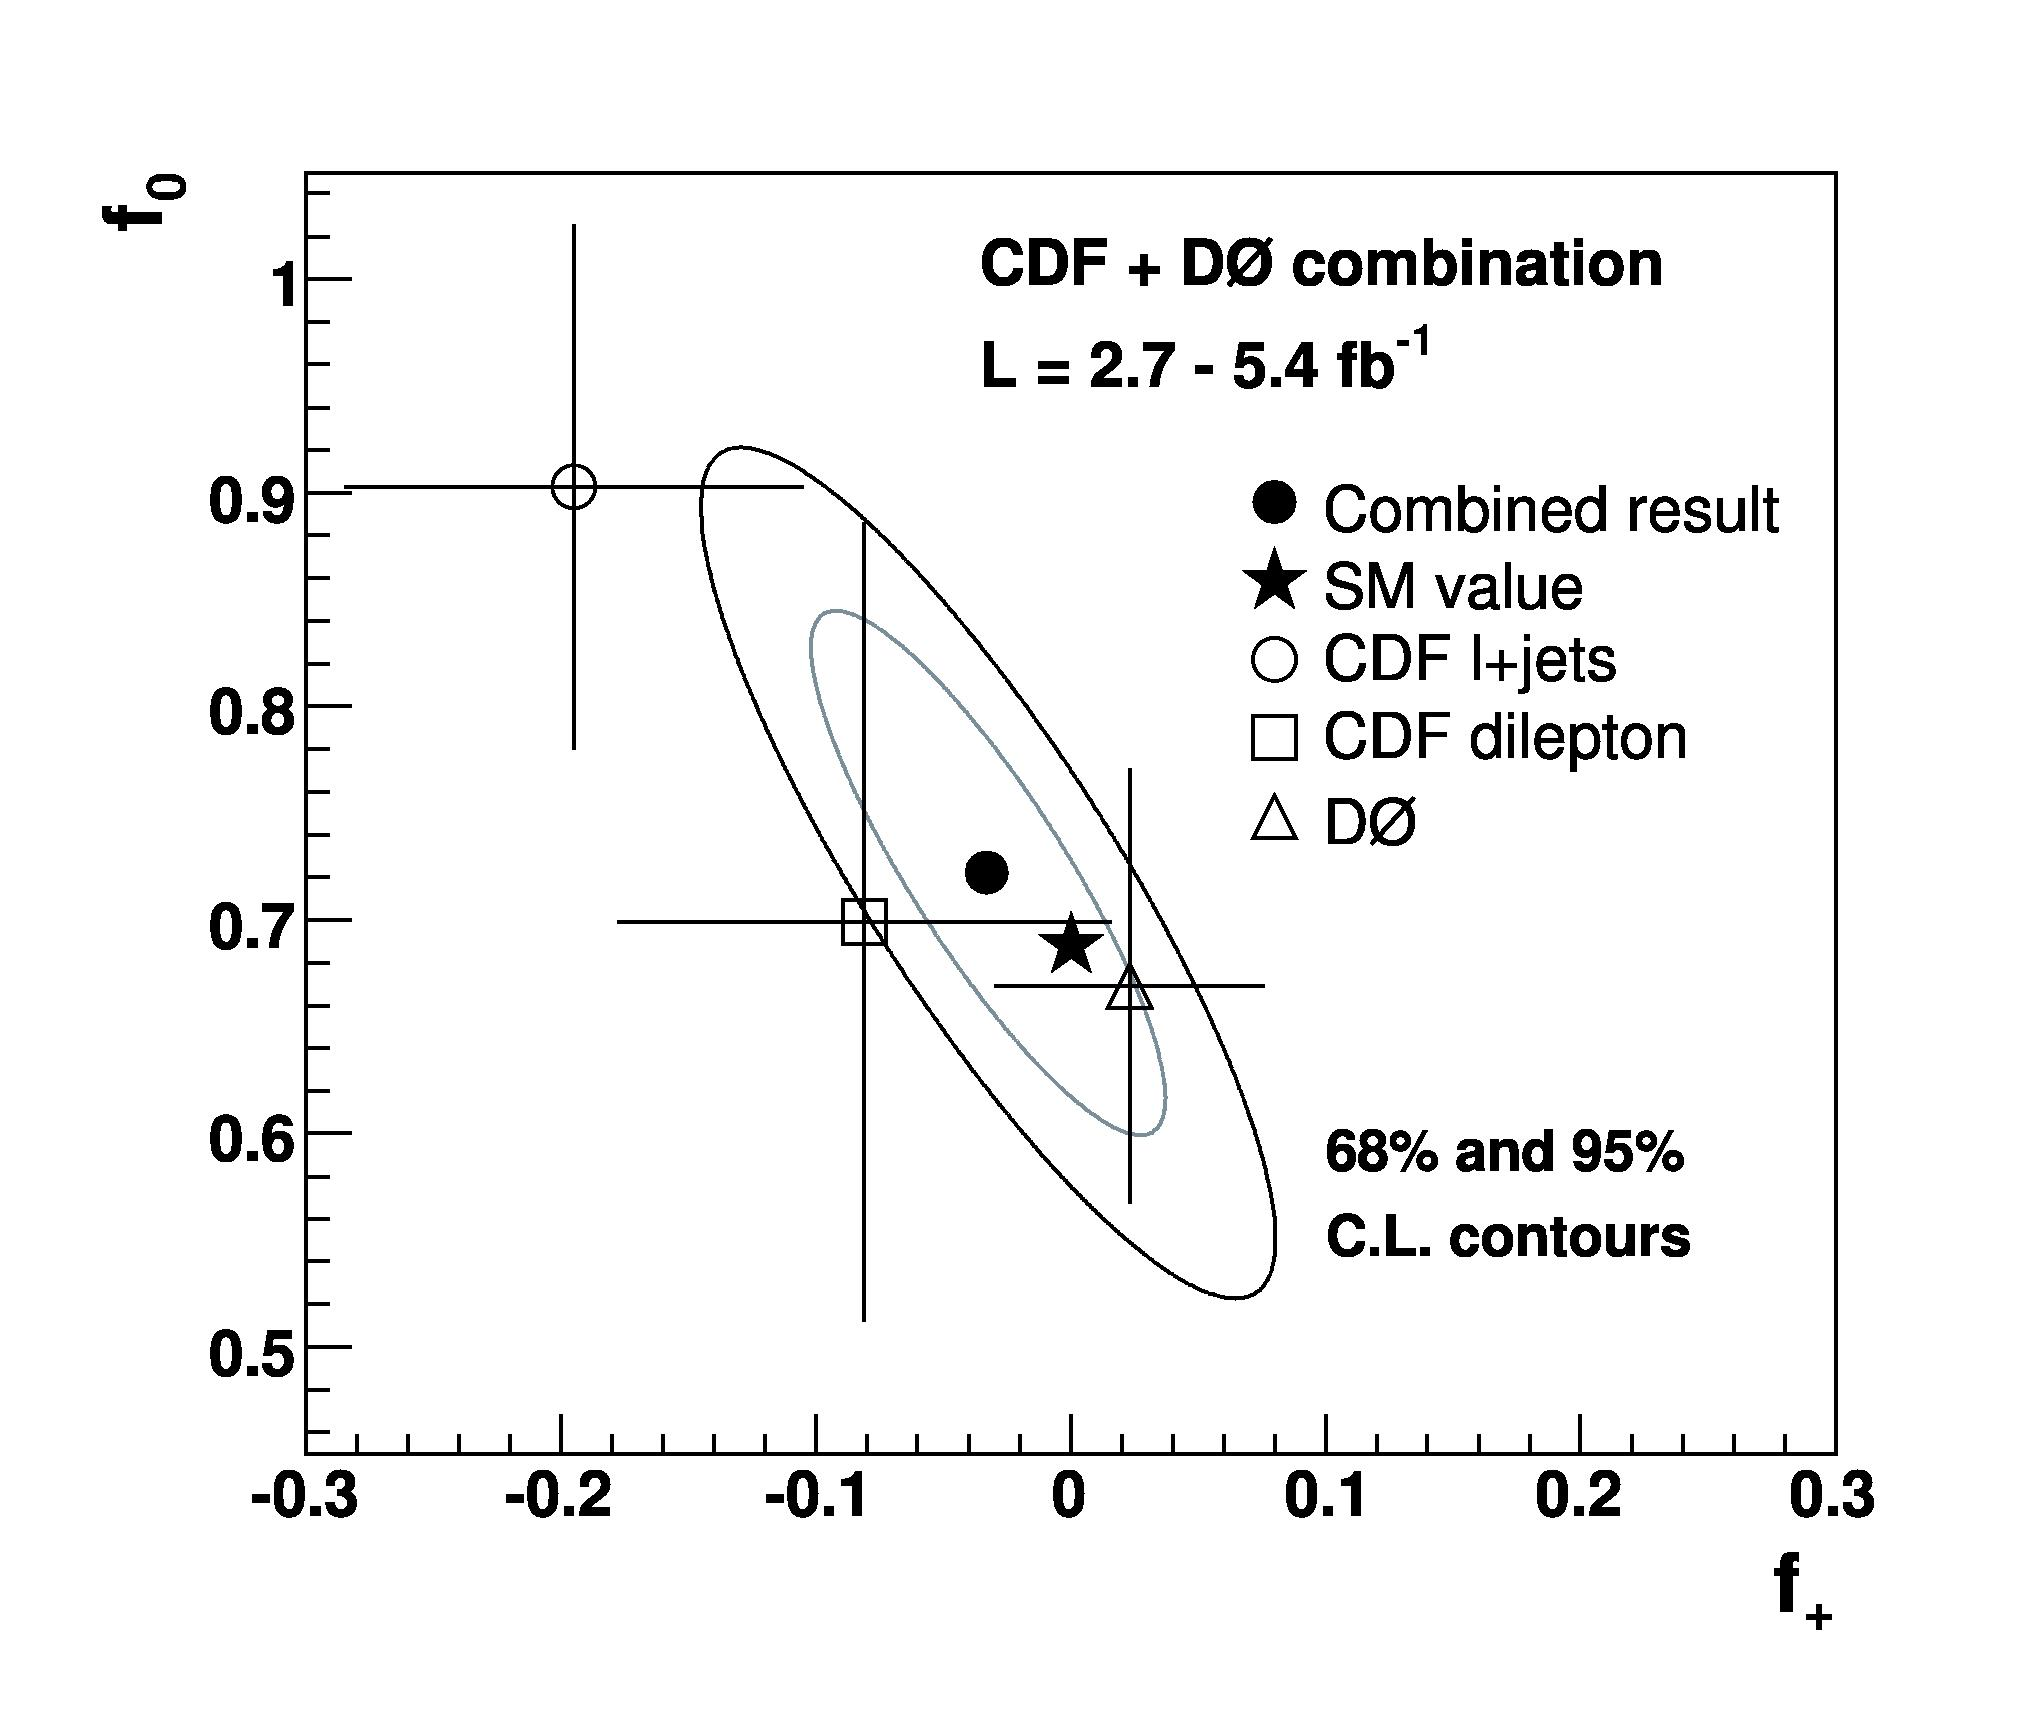 f0
CDF + DØ combination
L = 2.7 - 5.4 fb-1
Combined result
SM value
CDF l+jets
CDF dilepton
DØ
68% and 95%
C.L. contours
1
0.9
0.8
0.7
0.6
0.5
-0.3 -0.2 -0.1 0 0.1 0.2 0.3
f+